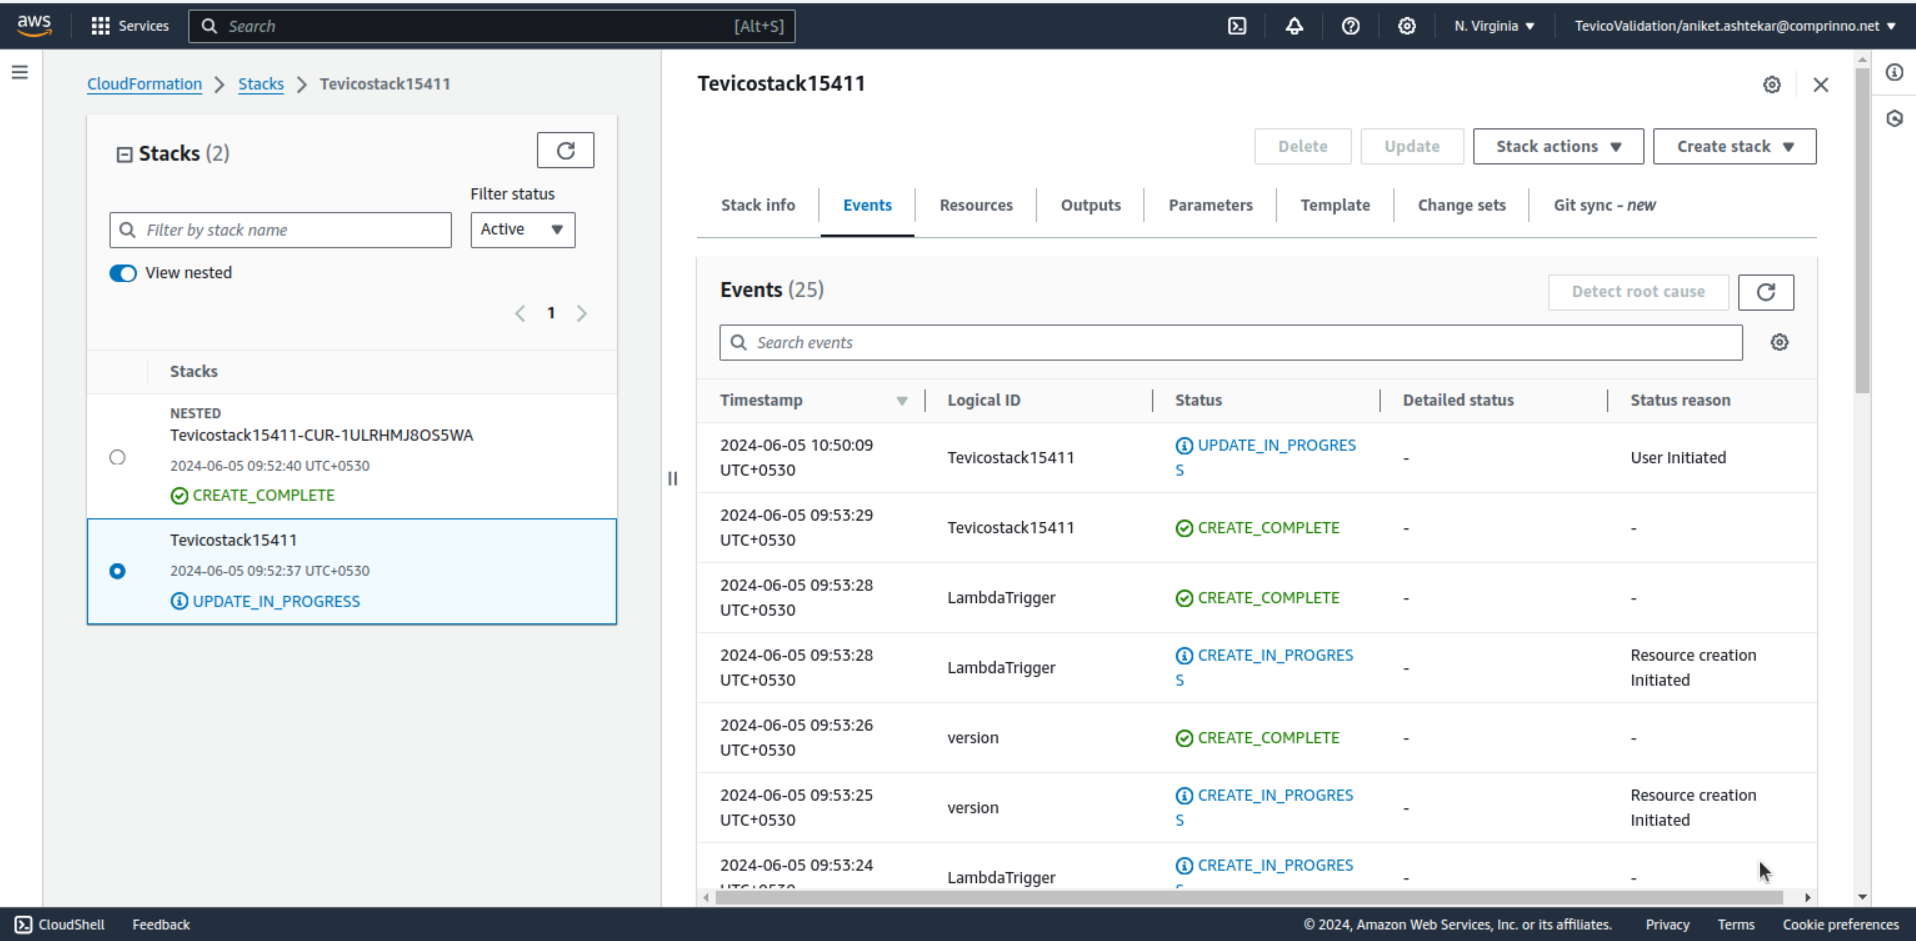 aws Services Search [Alt+S] N. Virginia ▼ TevicoValidation/aniket.ashtekar@comprinno.net ▼
CloudFormation > Stacks > Tevicostack15411
Stacks (2)
Filter status
Filter by stack name Active ▼
View nested
< 1 >
Stacks
NESTED
Tevicostack15411-CUR-1ULRHMJ8OS5WA
2024-06-05 09:52:40 UTC+0530
CREATE_COMPLETE
Tevicostack15411
2024-06-05 09:52:37 UTC+0530
UPDATE_IN_PROGRESS
Tevicostack15411
Delete Update Stack actions ▼ Create stack ▼
Stack info Events Resources Outputs Parameters Template Change sets Git sync - new
Events (25) Detect root cause
Search events
Timestamp Logical ID Status Detailed status Status reason
2024-06-05 10:50:09 UTC+0530 Tevicostack15411 UPDATE_IN_PROGRESS - User Initiated
2024-06-05 09:53:29 UTC+0530 Tevicostack15411 CREATE_COMPLETE - -
2024-06-05 09:53:28 UTC+0530 LambdaTrigger CREATE_COMPLETE - -
2024-06-05 09:53:28 UTC+0530 LambdaTrigger CREATE_IN_PROGRESS - Resource creation Initiated
2024-06-05 09:53:26 UTC+0530 version CREATE_COMPLETE - -
2024-06-05 09:53:25 UTC+0530 version CREATE_IN_PROGRESS - Resource creation Initiated
2024-06-05 09:53:24 UTC+0530 LambdaTrigger CREATE_IN_PROGRESS - -
CloudShell Feedback © 2024, Amazon Web Services, Inc. or its affiliates. Privacy Terms Cookie preferences